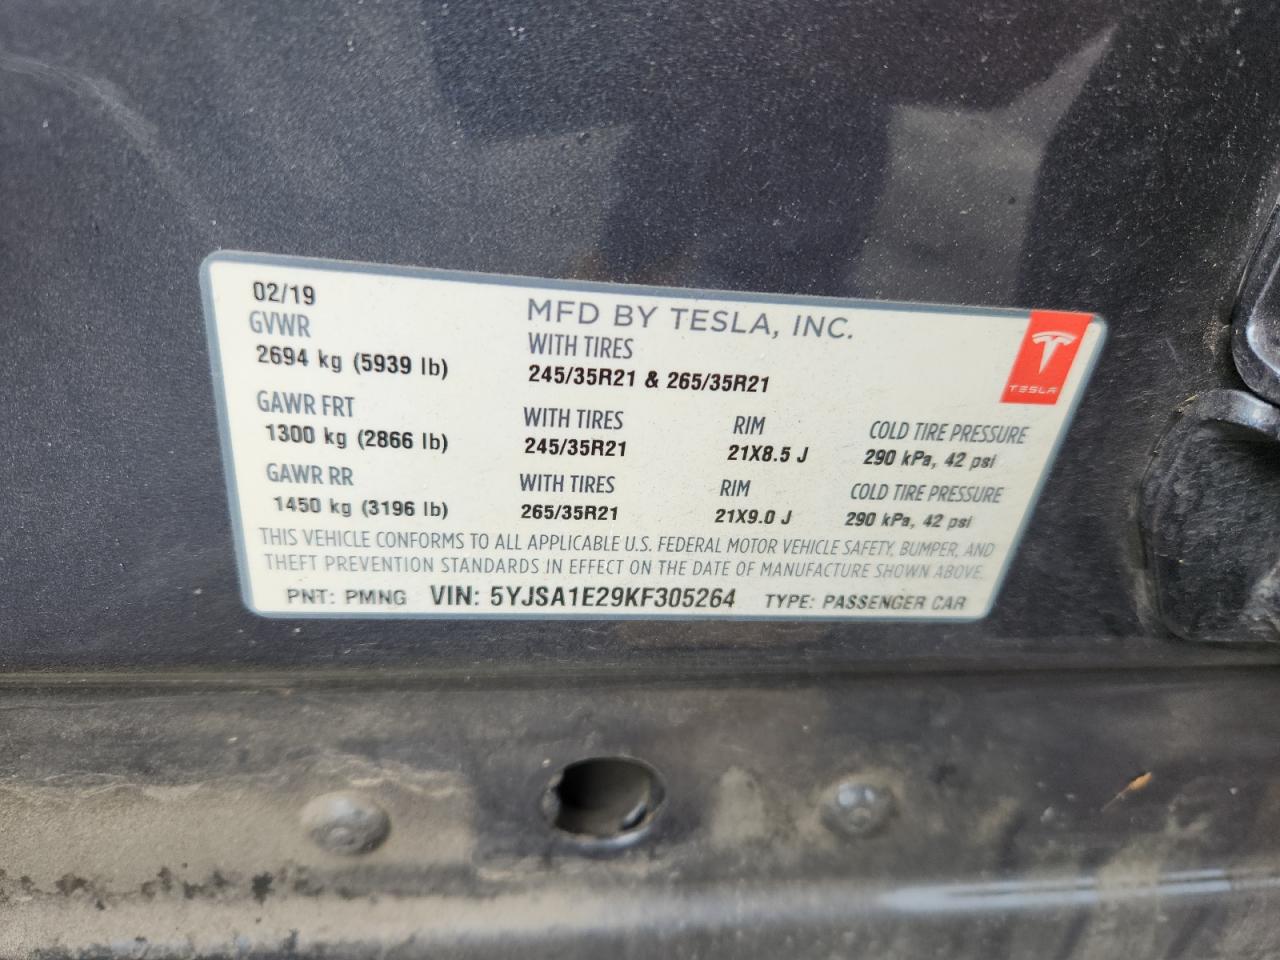 02/19
MFD BY TESLA, INC.
GVWR
WITH TIRES
2694 kg (5939 lb)
245/35R21 & 265/35R21
TESLA
GAWR FRT
WITH TIRES
RIM
COLD TIRE PRESSURE
1300 kg (2866 lb)
245/35R21
21X8.5 J
290 kPa, 42 psi
GAWR RR
WITH TIRES
RIM
COLD TIRE PRESSURE
1450 kg (3196 lb)
265/35R21
21X9.0 J
290 kPa, 42 psi
THIS VEHICLE CONFORMS TO ALL APPLICABLE U.S. FEDERAL MOTOR VEHICLE SAFETY, BUMPER, AND
THEFT PREVENTION STANDARDS IN EFFECT ON THE DATE OF MANUFACTURE SHOWN ABOVE.
PNT: PMNG VIN: 5YJSA1E29KF305264 TYPE: PASSENGER CAR